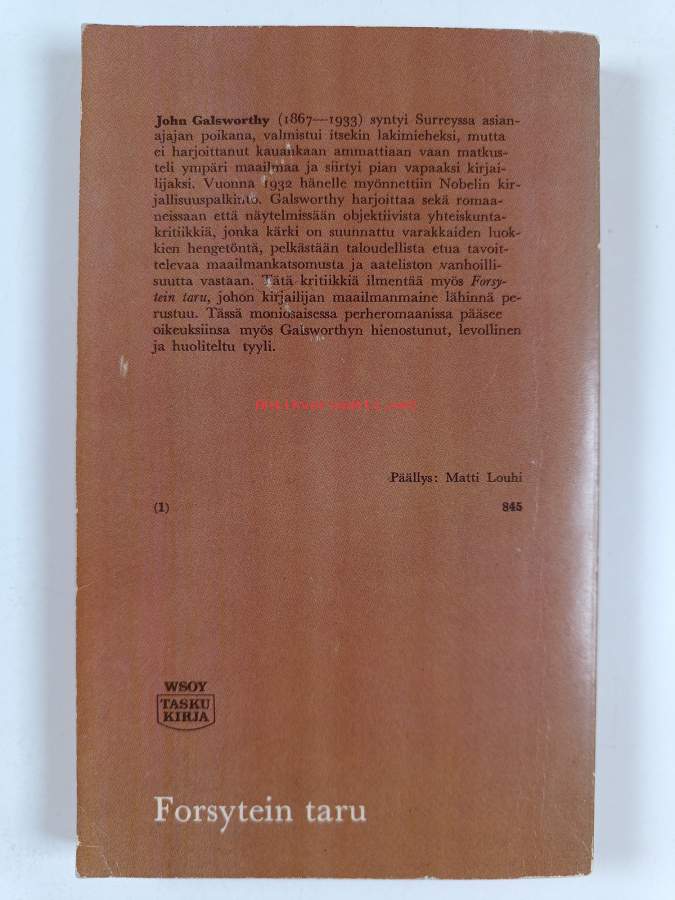 John Galsworthy (1867—1933) syntyi Surreyssa asian-
ajajan poikana, valmistui itsekin lakimieheksi, mutta
ei harjoittanut kauankaan ammattiaan vaan matkus-
teli ympäri maailmaa ja siirtyi pian vapaaksi kirjai-
lijaksi. Vuonna 1932 hänelle myönnettiin Nobelin kir-
jallisuuspalkinto. Galsworthy harjoittaa sekä romaa-
neissaan että näytelmissään objektiivista yhteiskunta-
kritiikkiä, jonka kärki on suunnattu varakkaiden luok-
kien hengetöntä, pelkästään taloudellista etua tavoit-
televaa maailmankatsomusta ja aateliston vanhoilli-
suutta vastaan. Tätä kritiikkiä ilmentää myös Forsy-
tein taru, johon kirjailijan maailmanmaine lähinnä pe-
rustuu. Tässä moniosaisessa perheromaanissa pääsee
oikeuksiinsa myös Galsworthyn hienostunut, levollinen
ja huoliteltu tyyli.
Päällys: Matti Louhi
(1) 845
WSOY
TASKU
KIRJA
Forsytein taru